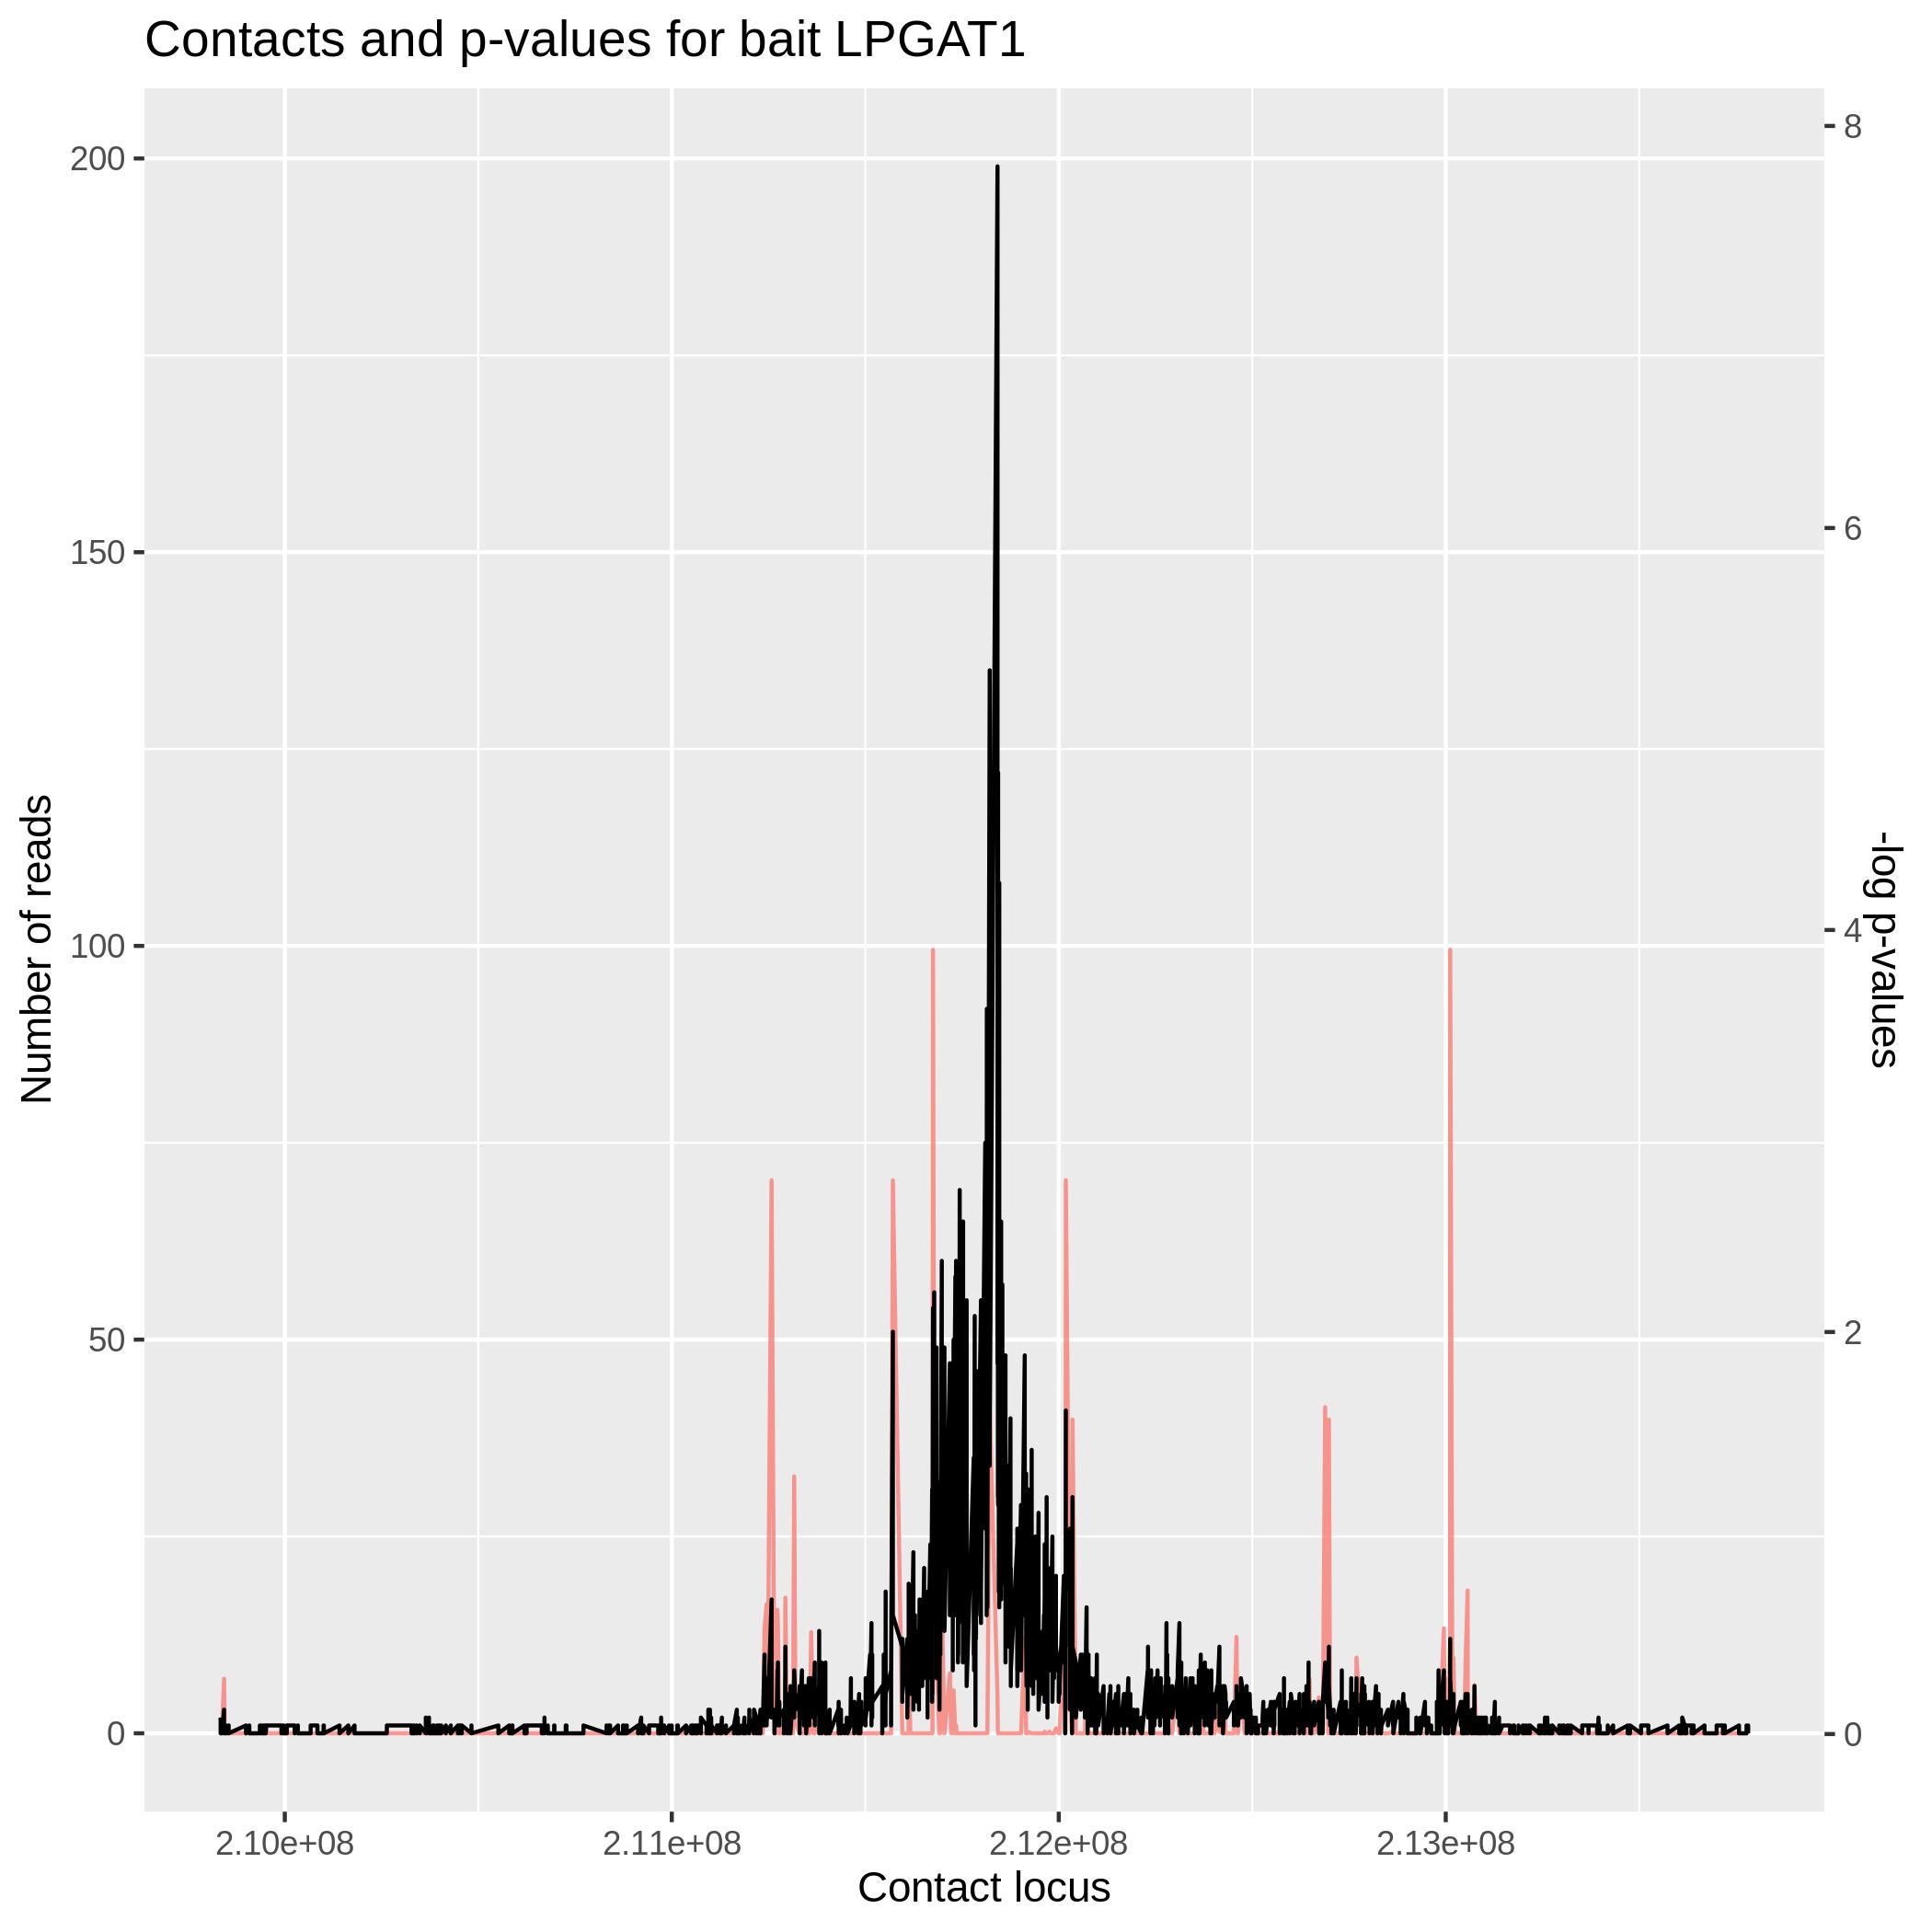 Contacts and p-values for bait LPGAT1
200
150
100
50
0
Number of reads
8
6
4
2
0
-log p-values
2.10e+08
2.11e+08
2.12e+08
2.13e+08
Contact locus